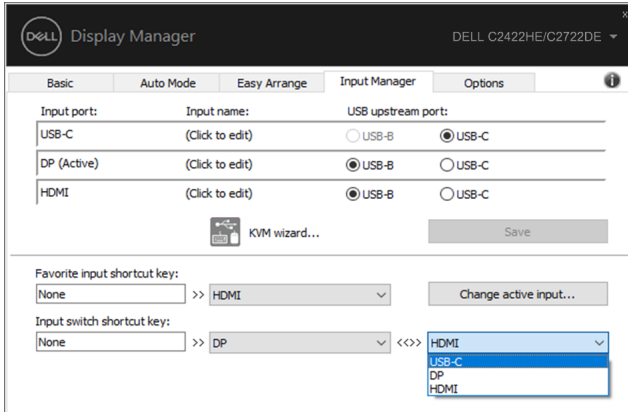 DELL Display Manager
DELL C2422HE/C2722DE
x
Basic Auto Mode Easy Arrange Input Manager Options i
Input port: Input name: USB upstream port:
USB-C (Click to edit) USB-B USB-C
DP (Active) (Click to edit) USB-B USB-C
HDMI (Click to edit) USB-B USB-C
KVM wizard... Save
Favorite input shortcut key:
None >> HDMI Change active input...
Input switch shortcut key:
None >> DP <<>> HDMI
USB-C
DP
HDMI